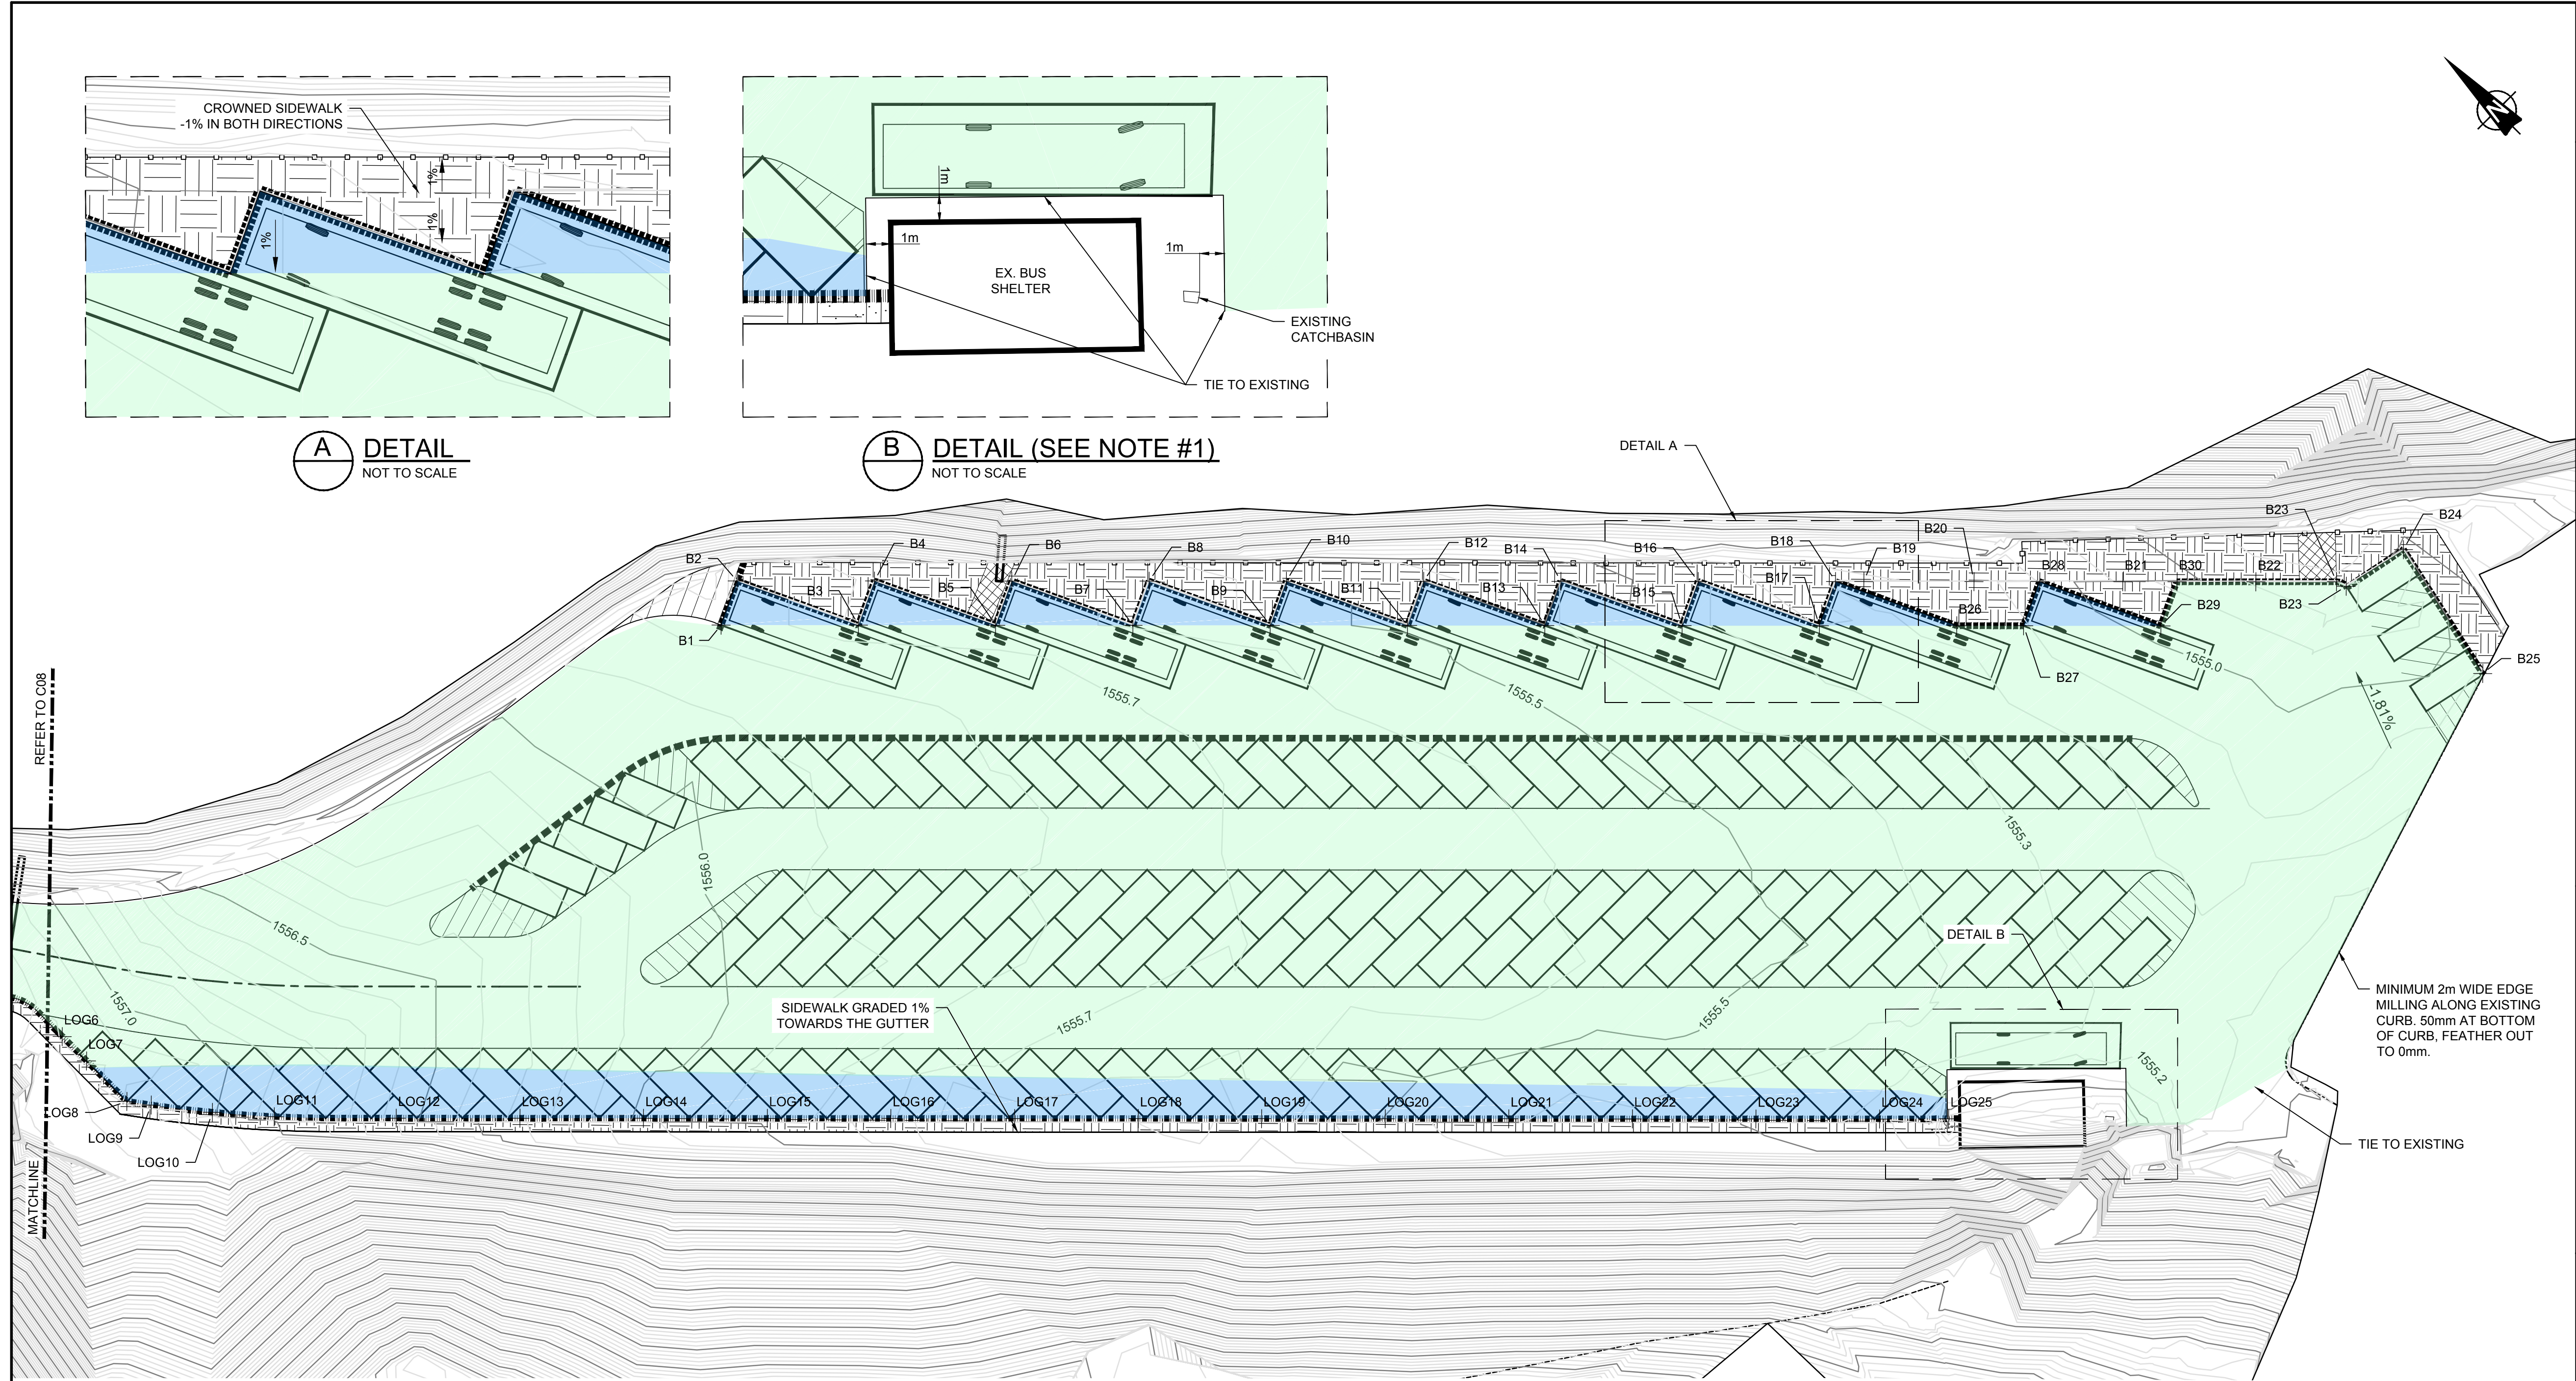 CROWNED SIDEWALK
-1% IN BOTH DIRECTIONS
1%
1%
1%
A
DETAIL
NOT TO SCALE
1m
1m
1m
EX. BUS
SHELTER
EXISTING
CATCHBASIN
TIE TO EXISTING
B
DETAIL (SEE NOTE #1)
NOT TO SCALE
N
DETAIL A
B1
B2
B3
B4
B5
B6
B7
B8
B9
B10
B11
B12
B13
B14
B15
B16
B17
B18
B19
B20
B26
B27
B28
B21
B30
B22
B29
B23
B23
B24
B25
1555.7
1555.5
1555.0
-1.81%
REFER TO C08
MATCHLINE
1556.5
1556.0
1555.3
1557.0
1555.7
1555.5
1555.2
DETAIL B
SIDEWALK GRADED 1%
TOWARDS THE GUTTER
MINIMUM 2m WIDE EDGE
MILLING ALONG EXISTING
CURB. 50mm AT BOTTOM
OF CURB, FEATHER OUT
TO 0mm.
TIE TO EXISTING
LOG6
LOG7
LOG8
LOG9
LOG10
LOG11
LOG12
LOG13
LOG14
LOG15
LOG16
LOG17
LOG18
LOG19
LOG20
LOG21
LOG22
LOG23
LOG24
LOG25